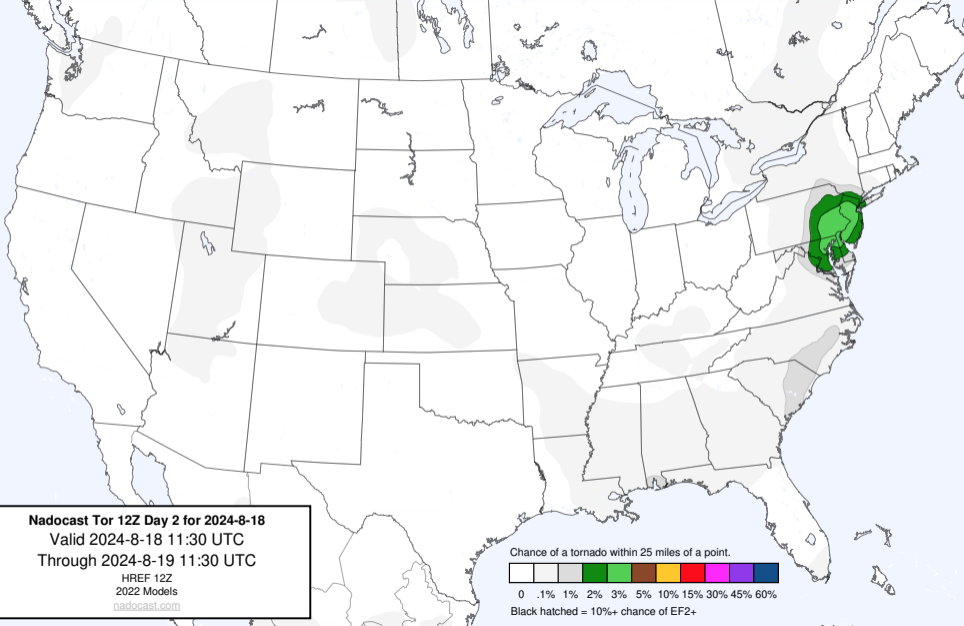 Nadocast Tor 12Z Day 2 for 2024-8-18
Valid 2024-8-18 11:30 UTC
Through 2024-8-19 11:30 UTC
HREF 12Z
2022 Models
nadocast.com
Chance of a tornado within 25 miles of a point.
0 .1% 1% 2% 3% 5% 10% 15% 30% 45% 60%
Black hatched = 10%+ chance of EF2+